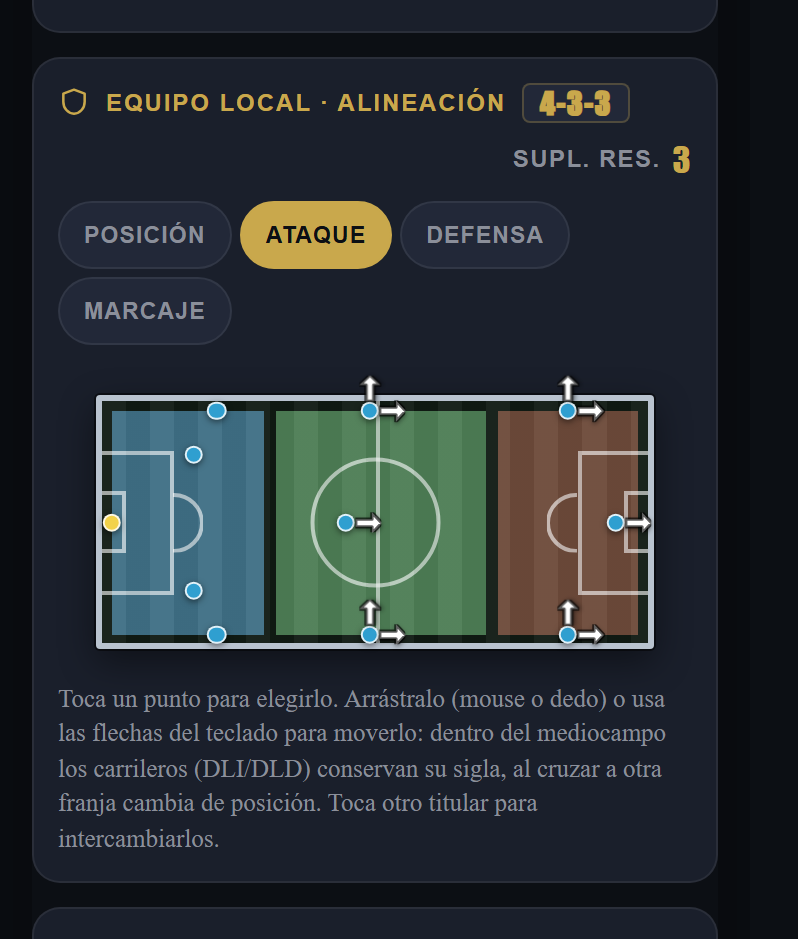 EQUIPO LOCAL · ALINEACIÓN 4-3-3
SUPL. RES. 3
POSICIÓN ATAQUE DEFENSA
MARCAJE
Toca un punto para elegirlo. Arrástralo (mouse o dedo) o usa
las flechas del teclado para moverlo: dentro del mediocampo
los carrileros (DLI/DLD) conservan su sigla, al cruzar a otra
franja cambia de posición. Toca otro titular para
intercambiarlos.